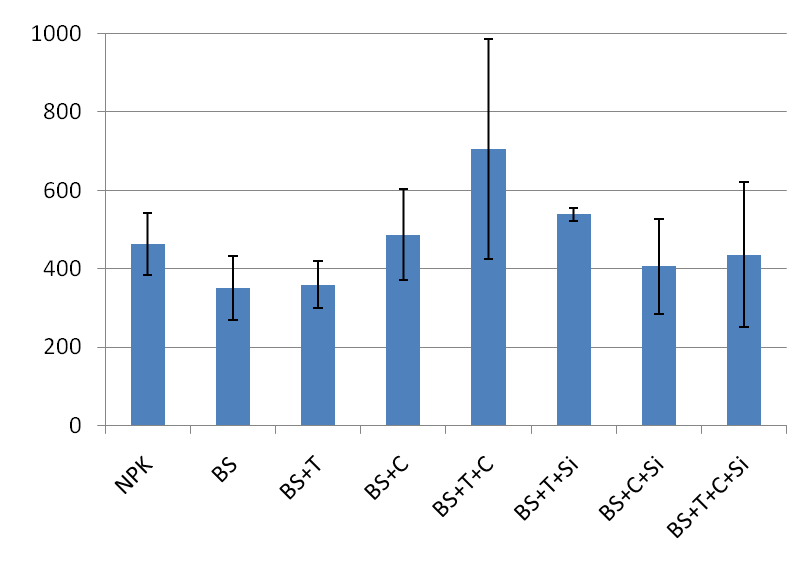 1000
800
600
400
200
0
NPK
BS
BS+T
BS+C
BS+T+C
BS+T+Si
BS+C+Si
BS+T+C+Si